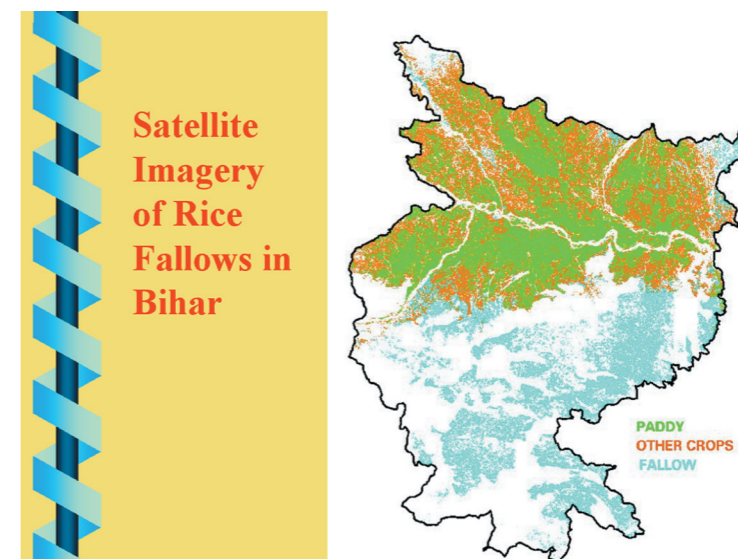 Satellite
Imagery
of Rice
Fallows in
Bihar
PADDY
OTHER CROPS
FALLOW